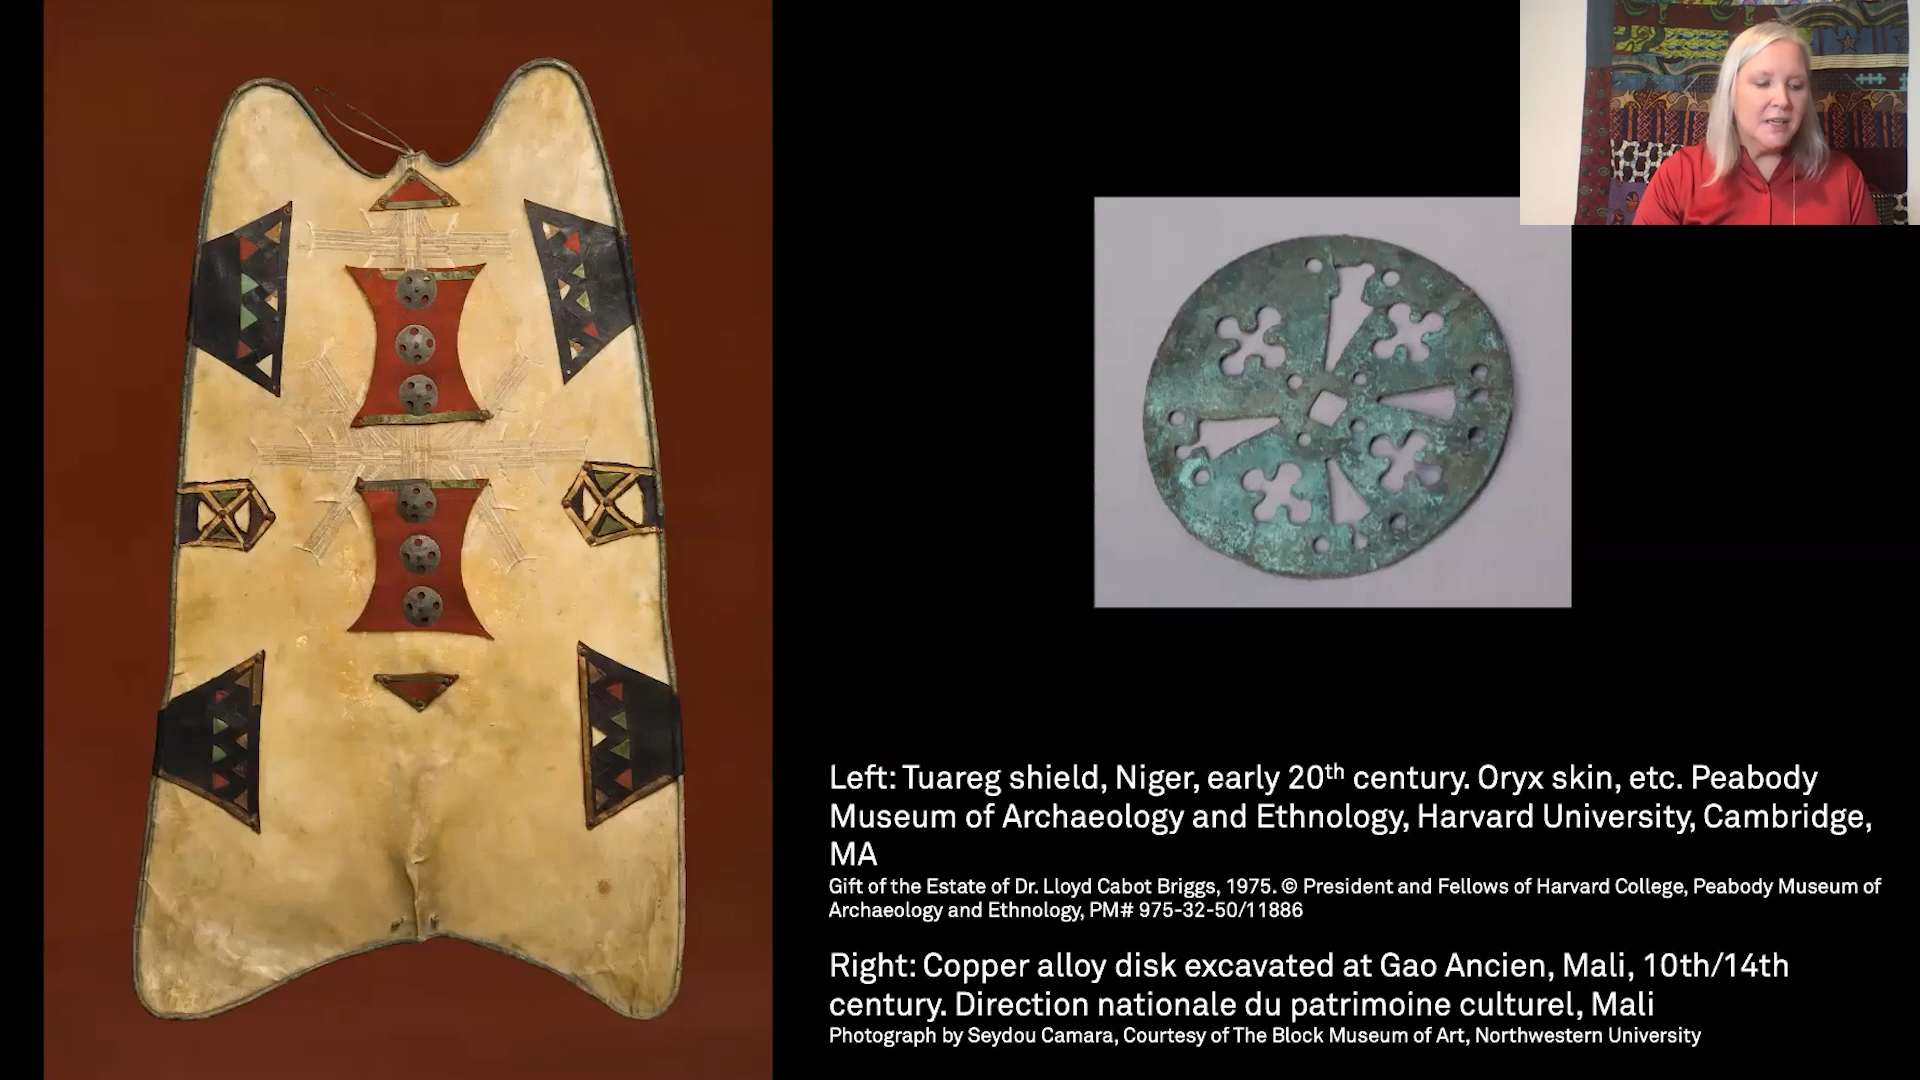 Left: Tuareg shield, Niger, early 20th century. Oryx skin, etc. Peabody
Museum of Archaeology and Ethnology, Harvard University, Cambridge,
MA
Gift of the Estate of Dr. Lloyd Cabot Briggs, 1975. © President and Fellows of Harvard College, Peabody Museum of
Archaeology and Ethnology, PM# 975-32-50/11886
Right: Copper alloy disk excavated at Gao Ancien, Mali, 10th/14th
century. Direction nationale du patrimoine culturel, Mali
Photograph by Seydou Camara, Courtesy of The Block Museum of Art, Northwestern University